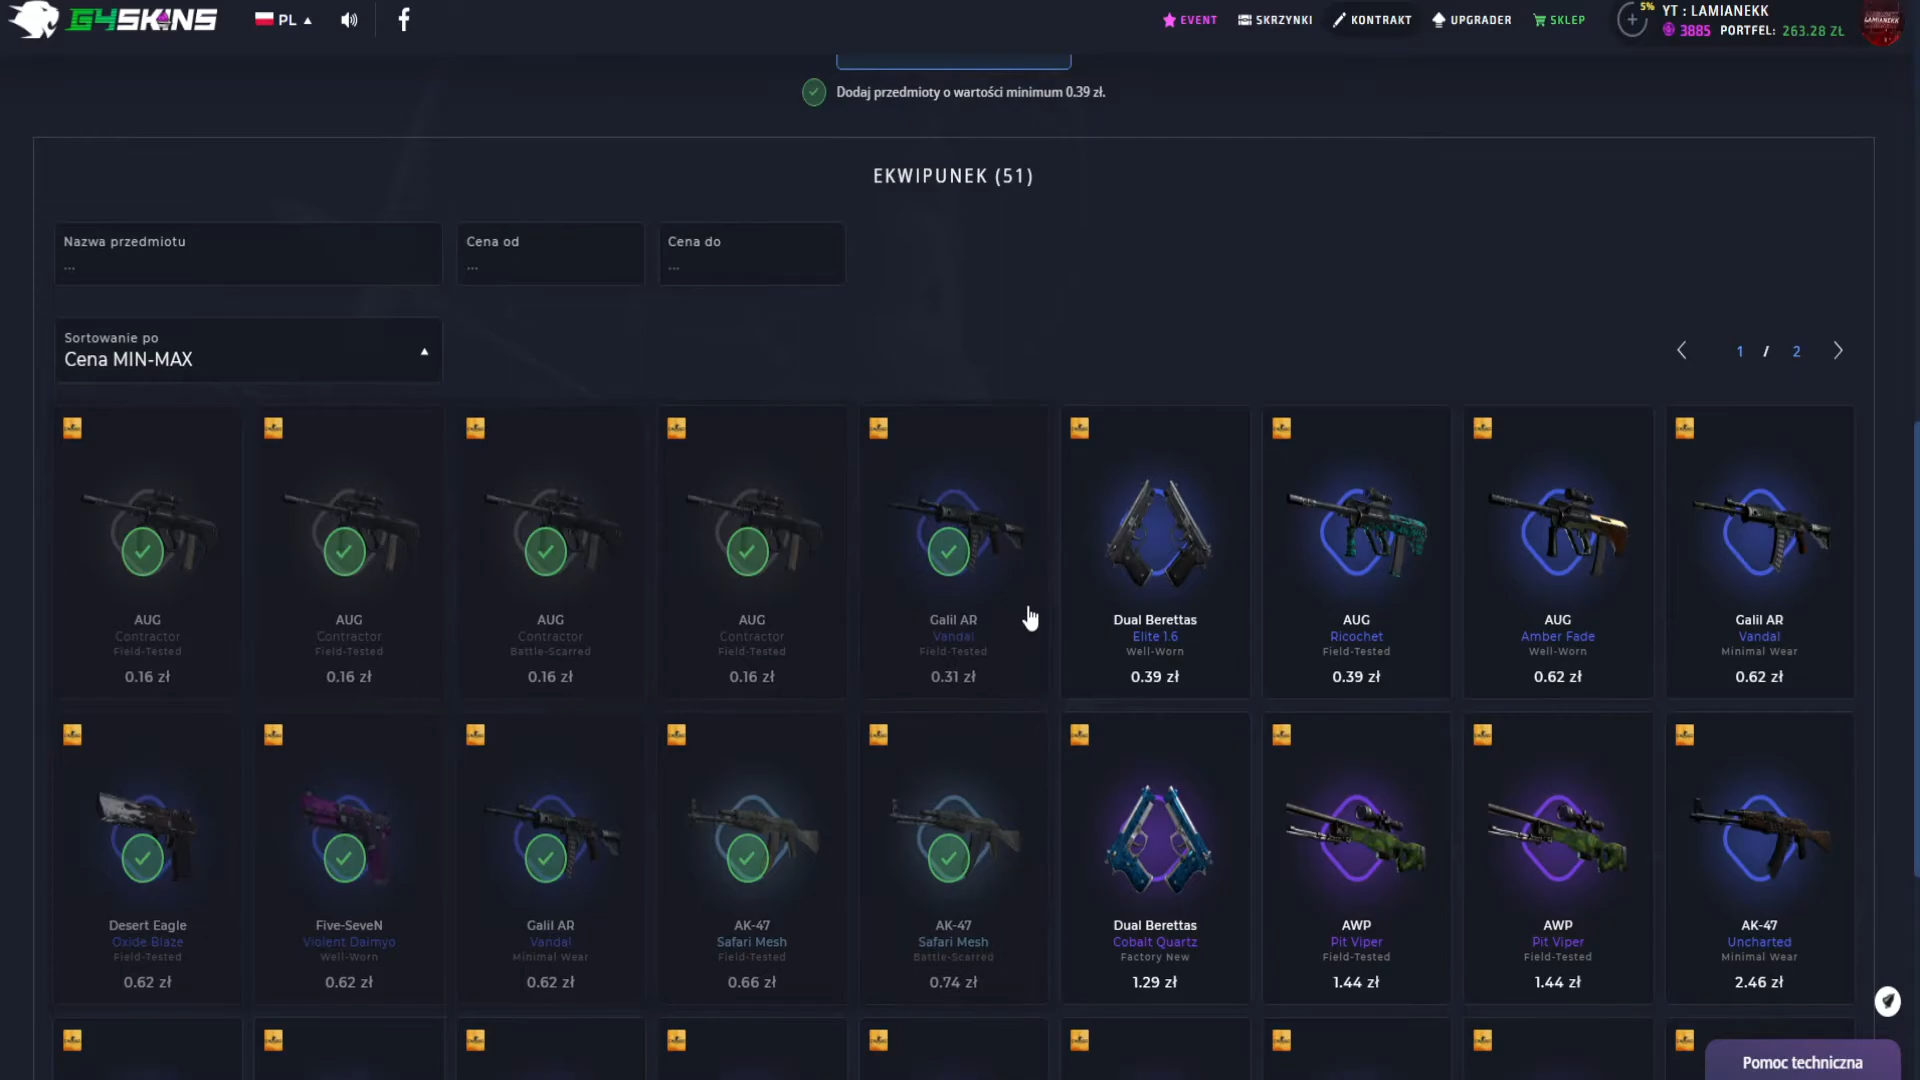 G4SKINS
PL
EVENT
SKRZYNKI
KONTRAKT
UPGRADER
SKLEP
5%
YT : LAMIANEKK
3885 PORTFEL: 263.28 ZŁ
LAMIANEKK
Dodaj przedmioty o wartości minimum 0.39 zł.
EKWIPUNEK (51)
Nazwa przedmiotu
...
Cena od
...
Cena do
...
Sortowanie po
Cena MIN-MAX
1 / 2
AUG
Contractor
Field-Tested
0.16 zł
AUG
Contractor
Field-Tested
0.16 zł
AUG
Contractor
Battle-Scarred
0.16 zł
AUG
Contractor
Field-Tested
0.16 zł
Galil AR
Vandal
Field-Tested
0.31 zł
Dual Berettas
Elite 1.6
Well-Worn
0.39 zł
AUG
Ricochet
Field-Tested
0.39 zł
AUG
Amber Fade
Well-Worn
0.62 zł
Galil AR
Vandal
Minimal Wear
0.62 zł
Desert Eagle
Oxide Blaze
Field-Tested
0.62 zł
Five-SeveN
Violent Daimyo
Well-Worn
0.62 zł
Galil AR
Vandal
Minimal Wear
0.62 zł
AK-47
Safari Mesh
Field-Tested
0.66 zł
AK-47
Safari Mesh
Battle-Scarred
0.74 zł
Dual Berettas
Cobalt Quartz
Factory New
1.29 zł
AWP
Pit Viper
Field-Tested
1.44 zł
AWP
Pit Viper
Field-Tested
1.44 zł
AK-47
Uncharted
Minimal Wear
2.46 zł
Pomoc techniczna